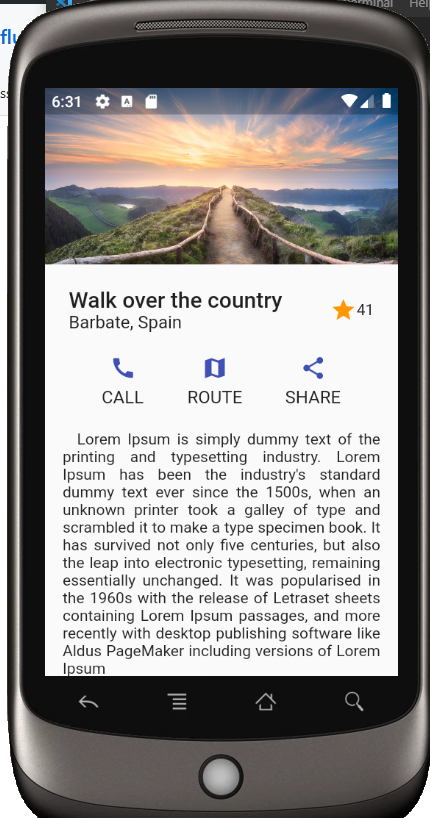 flu
rminal Hel
ss
6:31 A
Walk over the country
Barbate, Spain
41
CALL ROUTE SHARE
Lorem Ipsum is simply dummy text of the
printing and typesetting industry. Lorem
Ipsum has been the industry's standard
dummy text ever since the 1500s, when an
unknown printer took a galley of type and
scrambled it to make a type specimen book. It
has survived not only five centuries, but also
the leap into electronic typesetting, remaining
essentially unchanged. It was popularised in
the 1960s with the release of Letraset sheets
containing Lorem Ipsum passages, and more
recently with desktop publishing software like
Aldus PageMaker including versions of Lorem
Ipsum